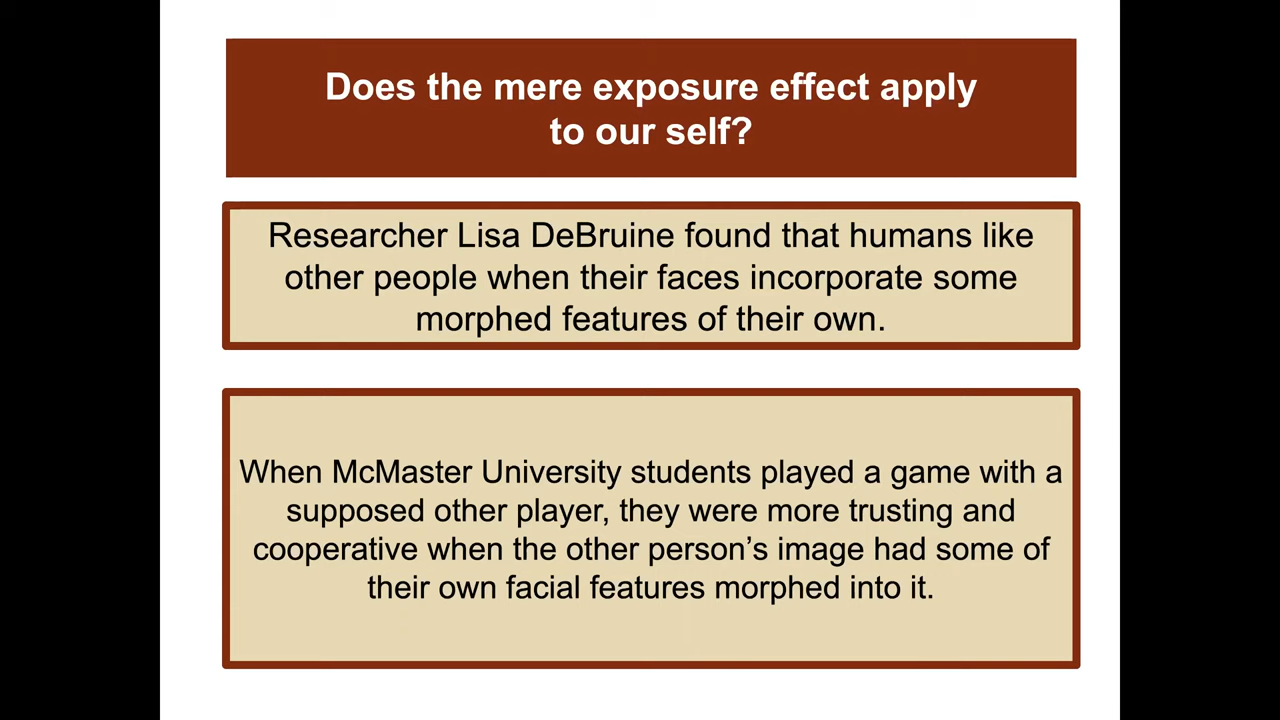 Does the mere exposure effect apply
to our self?
Researcher Lisa DeBruine found that humans like
other people when their faces incorporate some
morphed features of their own.
When McMaster University students played a game with a
supposed other player, they were more trusting and
cooperative when the other person’s image had some of
their own facial features morphed into it.